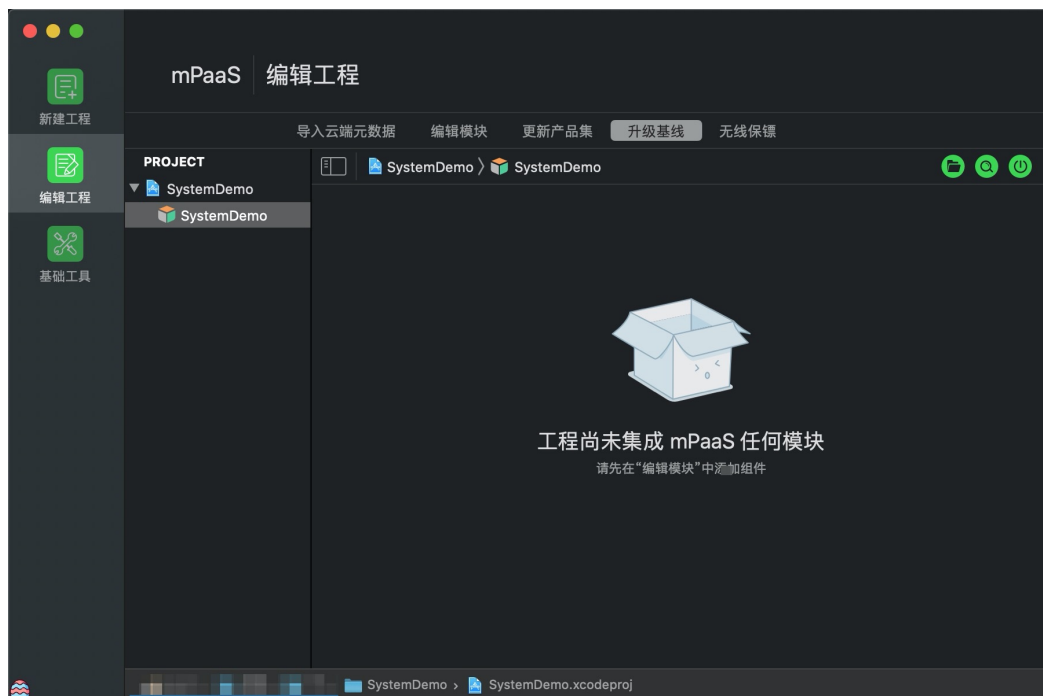 mPaaS 编辑工程
新建工程
编辑工程
基础工具
导入云端元数据 编辑模块 更新产品集 升级基线 无线保镖
PROJECT
SystemDemo
SystemDemo
SystemDemo 〉 SystemDemo
工程尚未集成 mPaaS 任何模块
请先在“编辑模块”中添加组件
SystemDemo › SystemDemo.xcodeproj